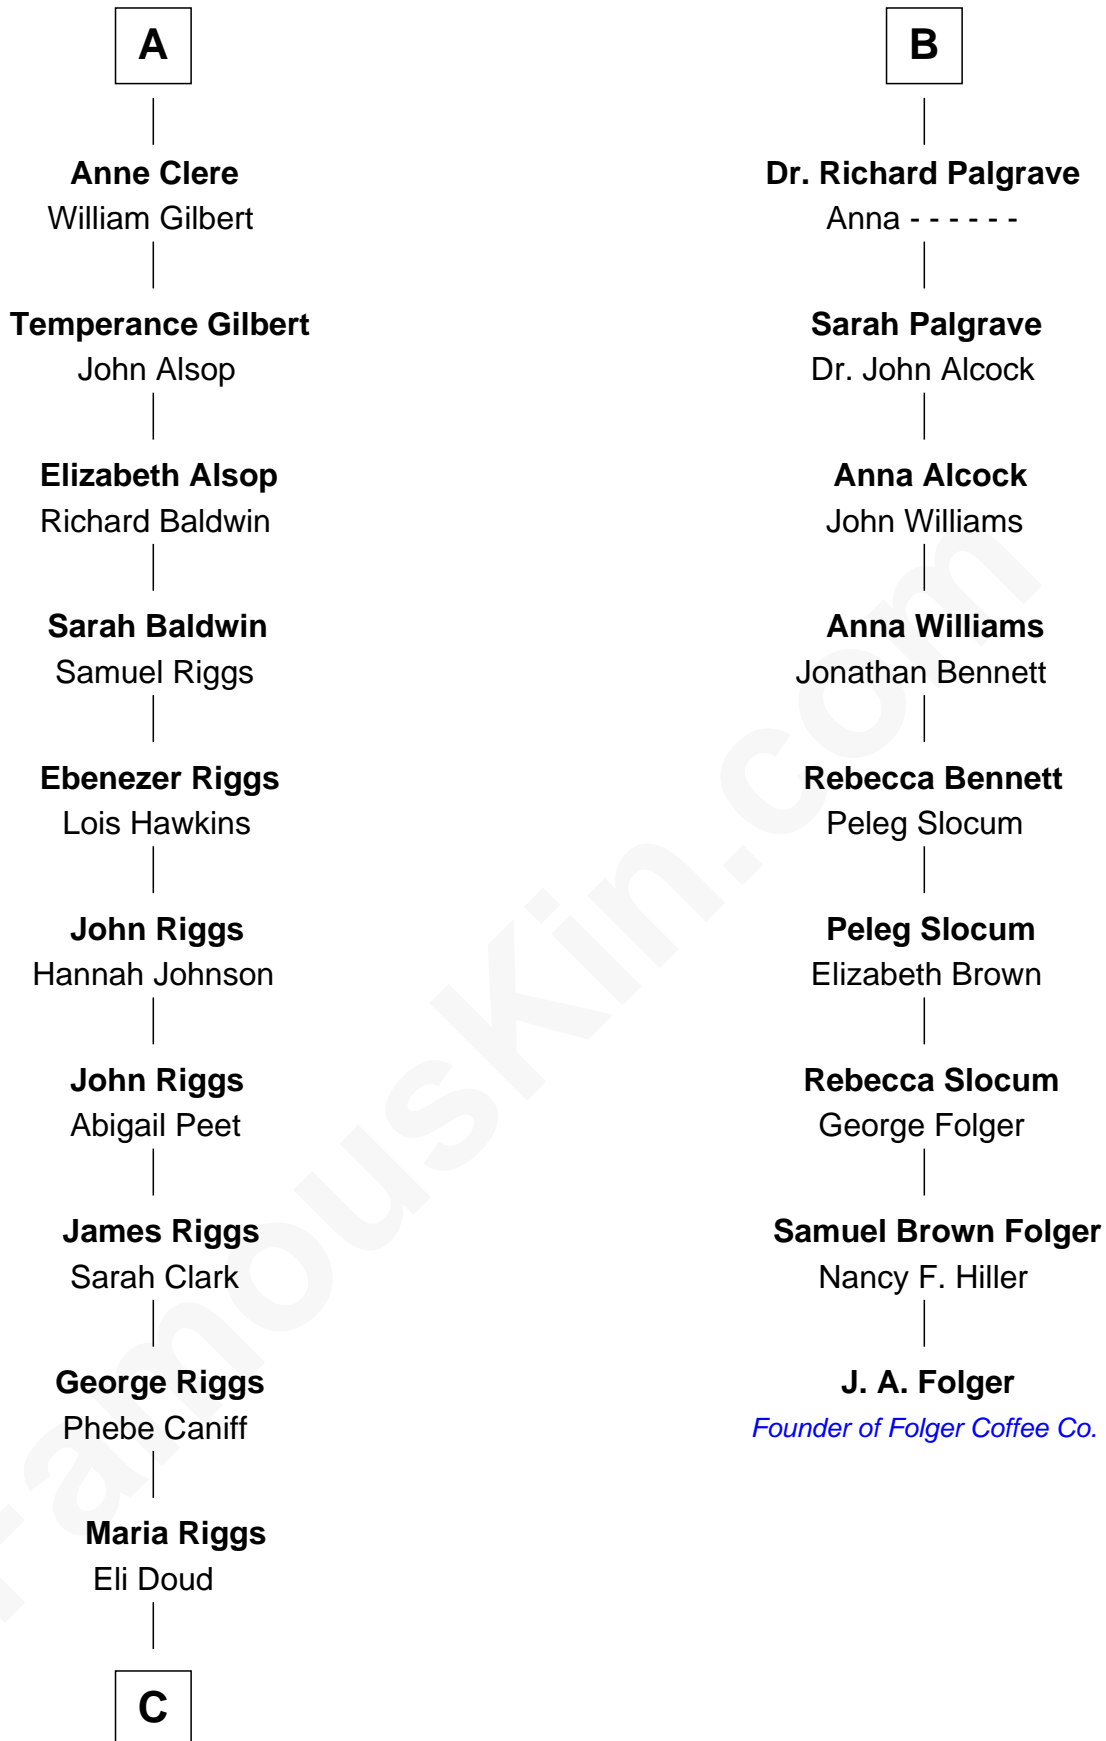 A
Anne Clere
William Gilbert
Temperance Gilbert
John Alsop
Elizabeth Alsop
Richard Baldwin
Sarah Baldwin
Samuel Riggs
Ebenezer Riggs
Lois Hawkins
John Riggs
Hannah Johnson
John Riggs
Abigail Peet
James Riggs
Sarah Clark
George Riggs
Phebe Caniff
Maria Riggs
Eli Doud
C
B
Dr. Richard Palgrave
Anna - - - - - -
Sarah Palgrave
Dr. John Alcock
Anna Alcock
John Williams
Anna Williams
Jonathan Bennett
Rebecca Bennett
Peleg Slocum
Peleg Slocum
Elizabeth Brown
Rebecca Slocum
George Folger
Samuel Brown Folger
Nancy F. Hiller
J. A. Folger
Founder of Folger Coffee Co.
FamousKin.com